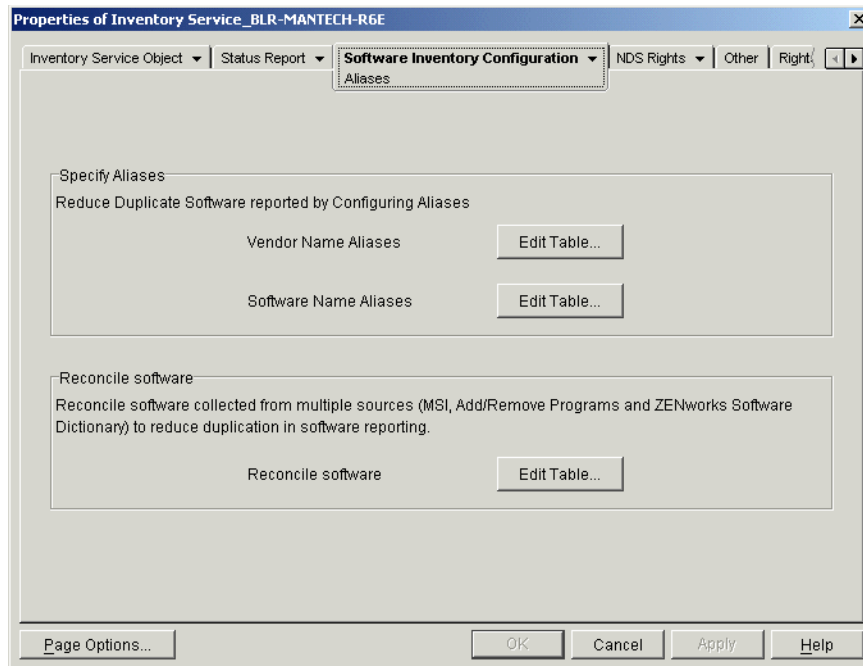 Properties of Inventory Service_BLR-MANTECH-R6E
Inventory Service Object
Status Report
Software Inventory Configuration
Aliases
NDS Rights
Other
Right
Specify Aliases
Reduce Duplicate Software reported by Configuring Aliases
Vendor Name Aliases
Edit Table...
Software Name Aliases
Edit Table...
Reconcile software
Reconcile software collected from multiple sources (MSI, Add/Remove Programs and ZENworks Software
Dictionary) to reduce duplication in software reporting.
Reconcile software
Edit Table...
Page Options...
OK
Cancel
Apply
Help